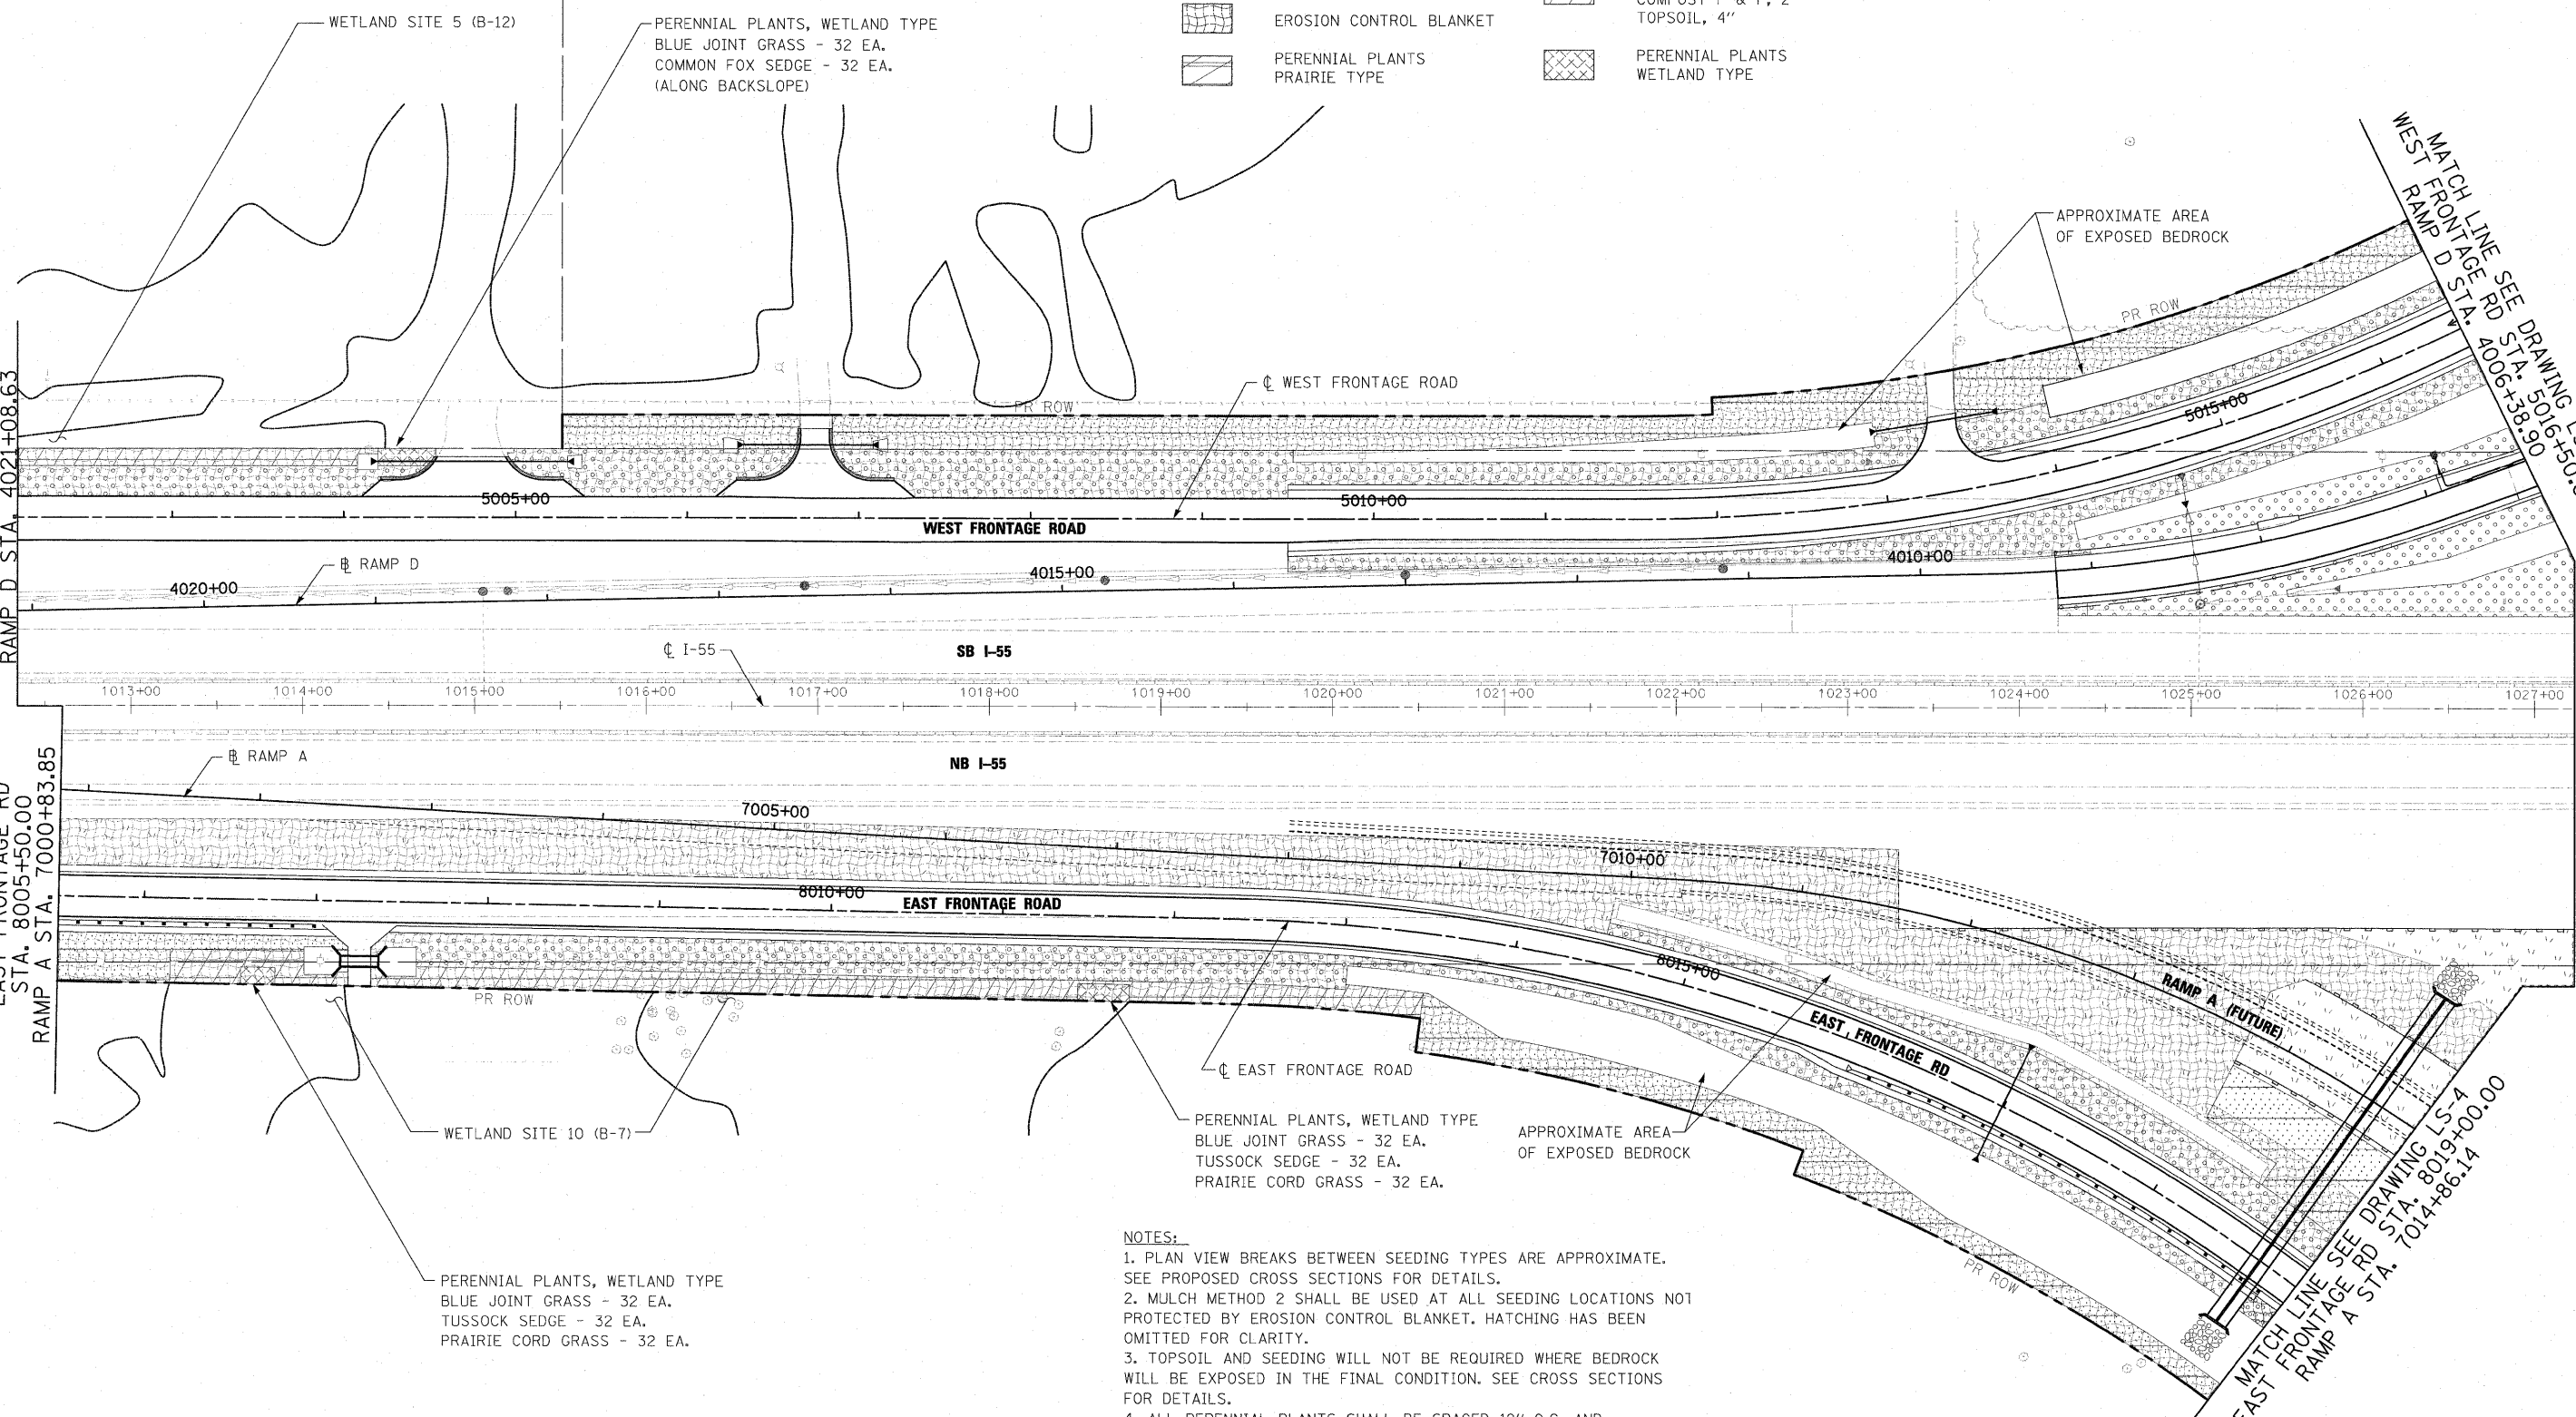 WETLAND SITE 5 (B-12)
PERENNIAL PLANTS, WETLAND TYPE
BLUE JOINT GRASS - 32 EA.
COMMON FOX SEDGE - 32 EA.
(ALONG BACKSLOPE)
EROSION CONTROL BLANKET
PERENNIAL PLANTS
PRAIRIE TYPE
TOPSOIL, 4"
PERENNIAL PLANTS
WETLAND TYPE
MATCH LINE SEE DRAWING
WEST FRONTAGE RD STA. 5016+50.
RAMP D STA. 4006+38.90
APPROXIMATE AREA
OF EXPOSED BEDROCK
PR ROW
℄ WEST FRONTAGE ROAD
PR ROW
5015+00
RAMP D STA. 4021+08.63
5005+00
5010+00
WEST FRONTAGE ROAD
4010+00
B RAMP D
4015+00
4020+00
℄ I-55
SB I-55
1013+00
1014+00
1015+00
1016+00
1017+00
1018+00
1019+00
1020+00
1021+00
1022+00
1023+00
1024+00
1025+00
1026+00
1027+00
B RAMP A
NB I-55
EAST FRONTAGE RD
STA. 8005+50.00
RAMP A STA. 7000+83.85
7005+00
7010+00
8010+00
EAST FRONTAGE ROAD
8015+00
RAMP A (FUTURE)
EAST FRONTAGE RD
PR ROW
℄ EAST FRONTAGE ROAD
WETLAND SITE 10 (B-7)
PERENNIAL PLANTS, WETLAND TYPE
BLUE JOINT GRASS - 32 EA.
TUSSOCK SEDGE - 32 EA.
PRAIRIE CORD GRASS - 32 EA.
APPROXIMATE AREA
OF EXPOSED BEDROCK
MATCH LINE SEE DRAWING LS-4
EAST FRONTAGE RD STA. 8019+00.00
RAMP A STA. 7014+86.14
PR ROW
PERENNIAL PLANTS, WETLAND TYPE
BLUE JOINT GRASS - 32 EA.
TUSSOCK SEDGE - 32 EA.
PRAIRIE CORD GRASS - 32 EA.
NOTES:
1. PLAN VIEW BREAKS BETWEEN SEEDING TYPES ARE APPROXIMATE.
SEE PROPOSED CROSS SECTIONS FOR DETAILS.
2. MULCH METHOD 2 SHALL BE USED AT ALL SEEDING LOCATIONS NOT
PROTECTED BY EROSION CONTROL BLANKET. HATCHING HAS BEEN
OMITTED FOR CLARITY.
3. TOPSOIL AND SEEDING WILL NOT BE REQUIRED WHERE BEDROCK
WILL BE EXPOSED IN THE FINAL CONDITION. SEE CROSS SECTIONS
FOR DETAILS.